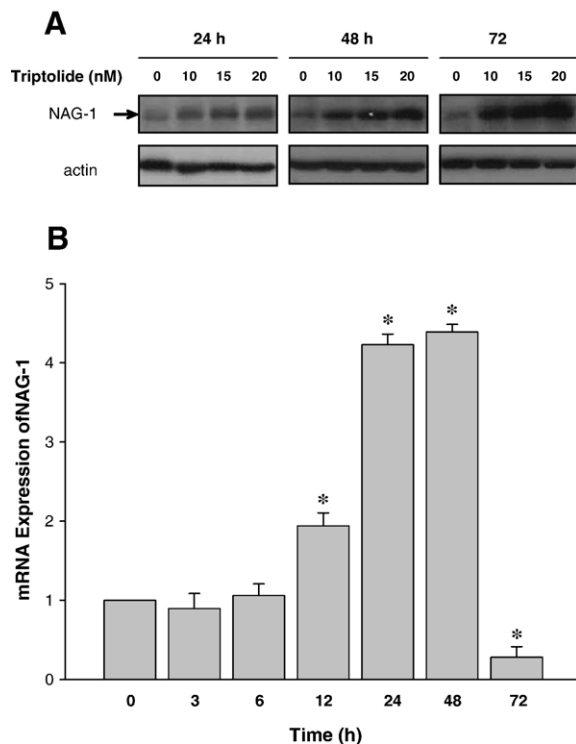 A
24 h 48 h 72
Triptolide (nM) 0 10 15 20 0 10 15 20 0 10 15 20
NAG-1
actin
B
mRNA Expression ofNAG-1
5
4
3
2
1
0
* * * *
0 3 6 12 24 48 72
Time (h)